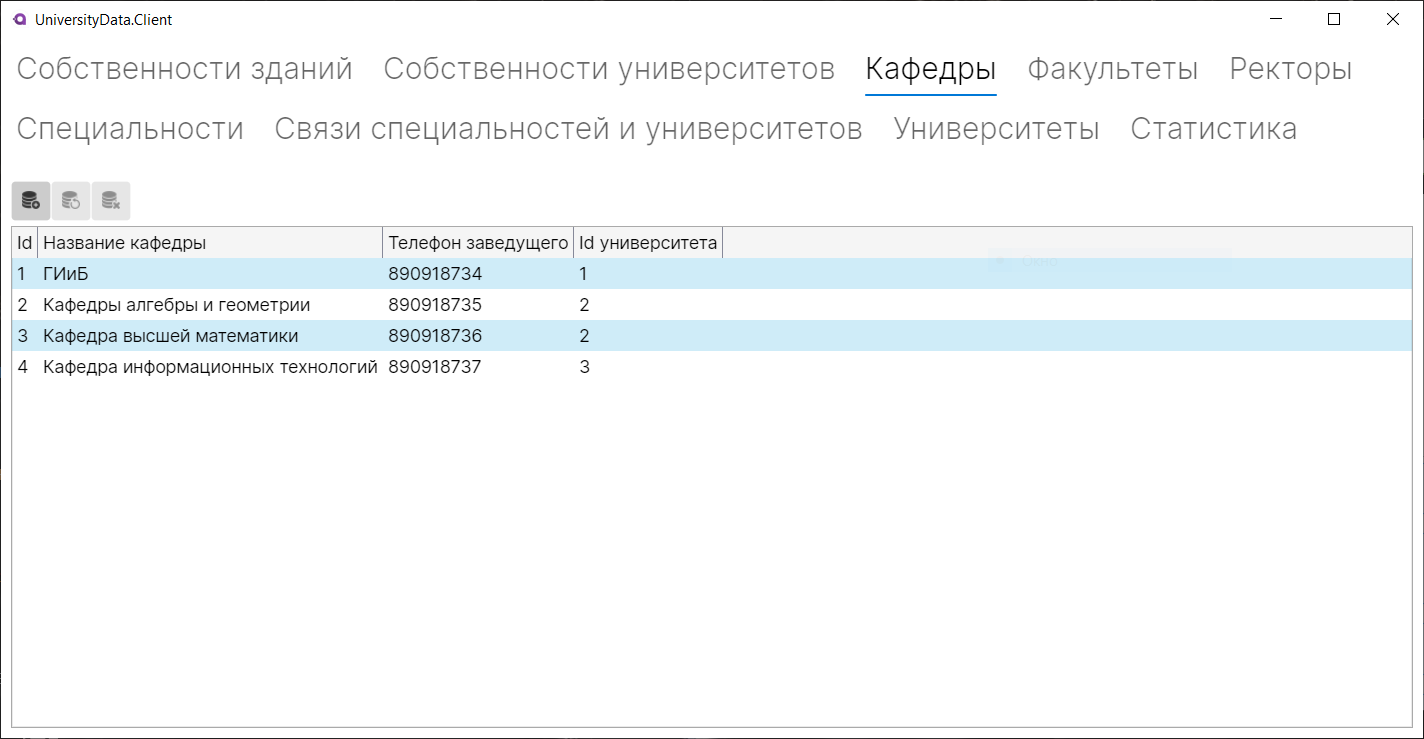 UniversityData.Client
Собственности зданий Собственности университетов Кафедры Факультеты Ректоры
Специальности Связи специальностей и университетов Университеты Статистика
Id Название кафедры Телефон заведущего Id университета
Окно
1 ГИиБ 890918734 1
2 Кафедры алгебры и геометрии 890918735 2
3 Кафедра высшей математики 890918736 2
4 Кафедра информационных технологий 890918737 3